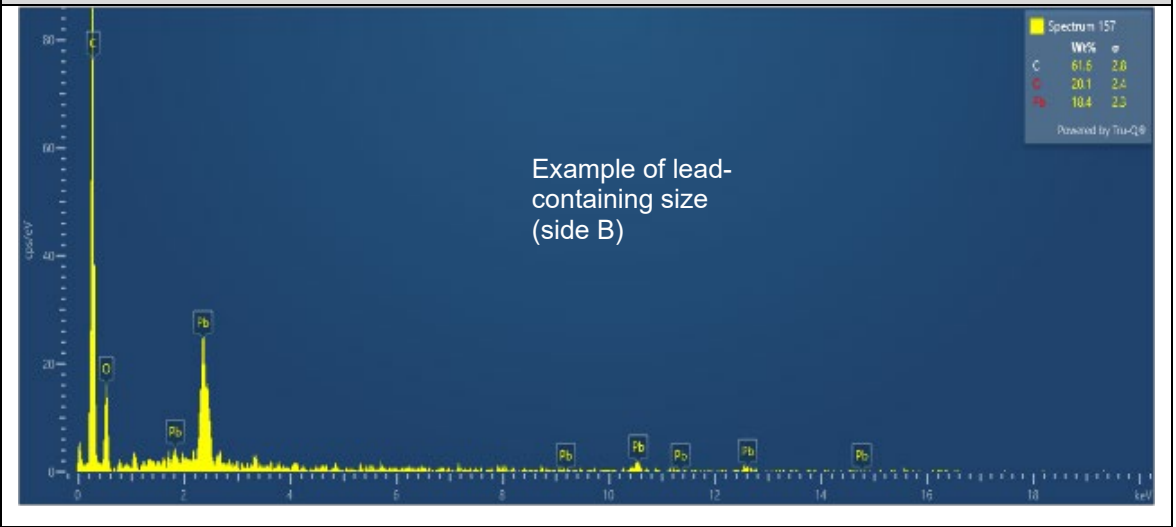 80
C
Spectrum 157
Wt% σ
C 61.6 2.8
O 20.1 2.4
Pb 18.4 2.3
Powered by Tru-Q®
60
Example of lead-
containing size
(side B)
cps/eV
40
Pb
20
O
Pb
Pb
Pb
Pb
Pb
Pb
0
0 2 4 6 8 10 12 14 16 18 keV